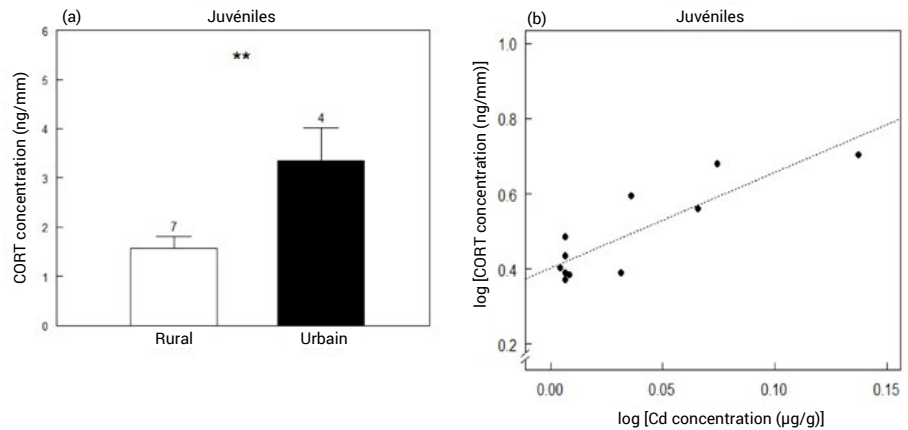 (a) Juvéniles
CORT concentration (ng/mm)
6
5
4
3
2
1
0
**
7
4
Rural Urbain
(b) Juvéniles
log [CORT concentration (ng/mm)]
1.0
0.8
0.6
0.4
0.2
0.00 0.05 0.10 0.15
log [Cd concentration (µg/g)]